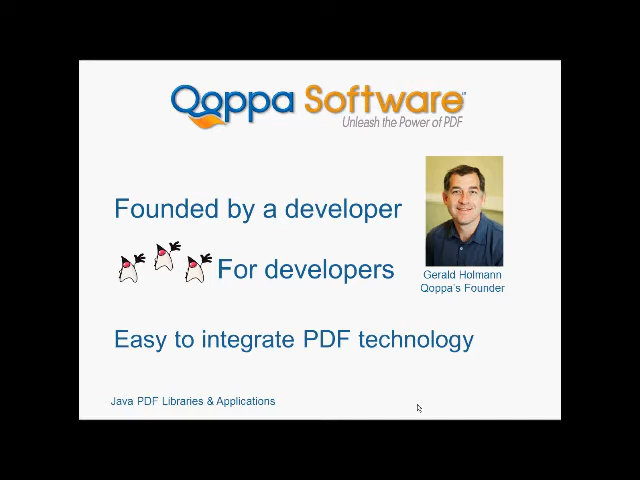 Qoppa Software
Unleash the Power of PDF
Founded by a developer
For developers
Gerald Holmann
Qoppa's Founder
Easy to integrate PDF technology
Java PDF Libraries & Applications